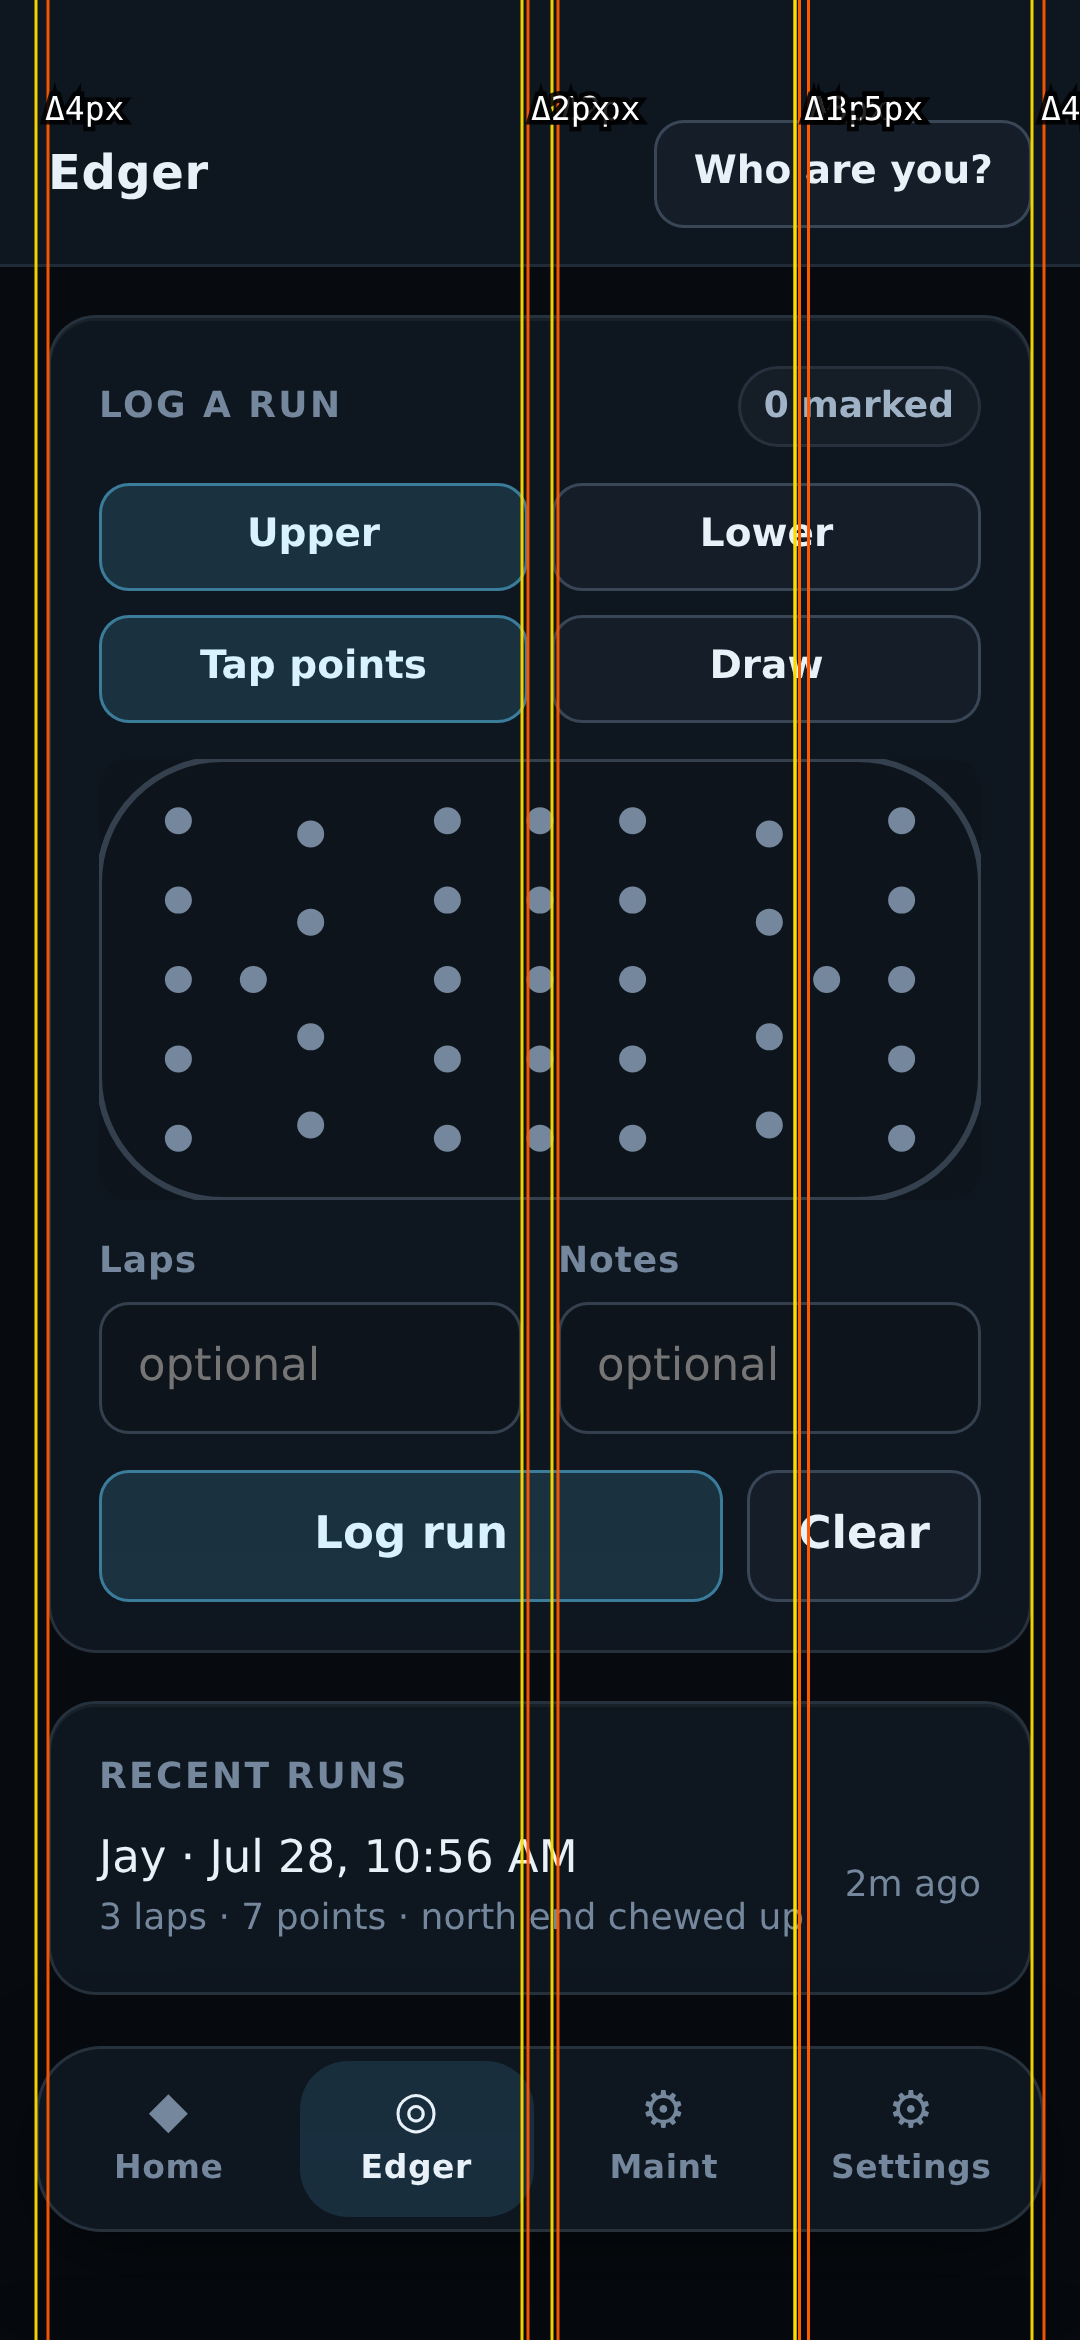 Δ4px
Δ2px
Δ4
Edger
Who are you?
LOG A RUN
0 marked
Upper
Lower
Tap points
Draw
Laps
Notes
optional
optional
Log run
Clear
RECENT RUNS
Jay · Jul 28, 10:56 AM
2m ago
3 laps · 7 points · north end chewed up
Home
Edger
Maint
Settings